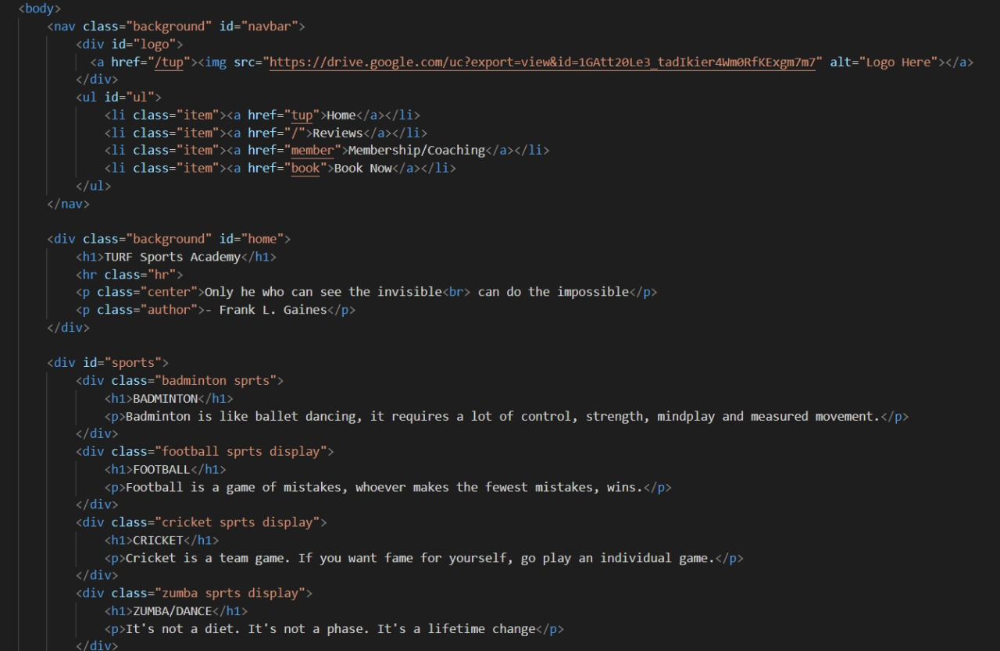 <body>
<nav class="background" id="navbar">
<div id="logo">
<a href="/tup"><img src="https://drive.google.com/uc?export=view&id=1GAtt20Le3_tadIkier4Wm0RfKExgm7m7" alt="Logo Here"></a>
</div>
<ul id="ul">
<li class="item"><a href="tup">Home</a></li>
<li class="item"><a href="/">Reviews</a></li>
<li class="item"><a href="member">Membership/Coaching</a></li>
<li class="item"><a href="book">Book Now</a></li>
</ul>
</nav>
<div class="background" id="home">
<h1>TURF Sports Academy</h1>
<hr class="hr">
<p class="center">Only he who can see the invisible<br> can do the impossible</p>
<p class="author">- Frank L. Gaines</p>
</div>
<div id="sports">
<div class="badminton sprts">
<h1>BADMINTON</h1>
<p>Badminton is like ballet dancing, it requires a lot of control, strength, mindplay and measured movement.</p>
</div>
<div class="football sprts display">
<h1>FOOTBALL</h1>
<p>Football is a game of mistakes, whoever makes the fewest mistakes, wins.</p>
</div>
<div class="cricket sprts display">
<h1>CRICKET</h1>
<p>Cricket is a team game. If you want fame for yourself, go play an individual game.</p>
</div>
<div class="zumba sprts display">
<h1>ZUMBA/DANCE</h1>
<p>It's not a diet. It's not a phase. It's a lifetime change</p>
</div>